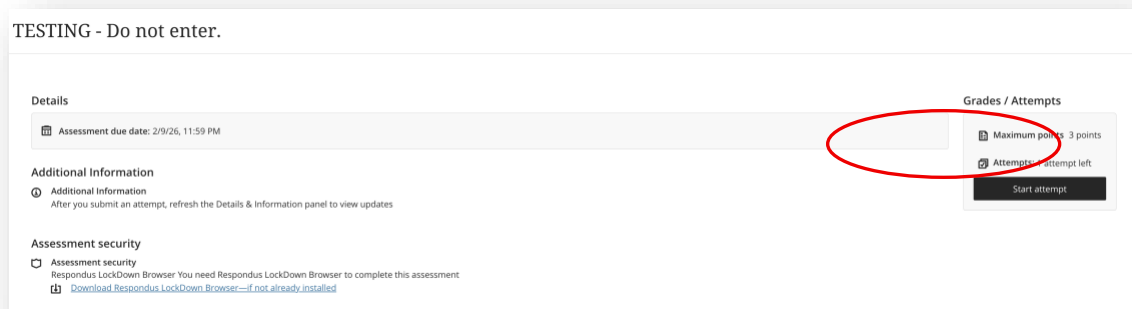 TESTING - Do not enter.
Details
Assessment due date: 2/9/26, 11:59 PM
Additional Information
Additional Information
After you submit an attempt, refresh the Details & Information panel to view updates
Assessment security
Assessment security
Respondus LockDown Browser You need Respondus LockDown Browser to complete this assessment
Download Respondus LockDown Browser—if not already installed
Grades / Attempts
Maximum points 3 points
Attempts: 1 attempt left
Start attempt